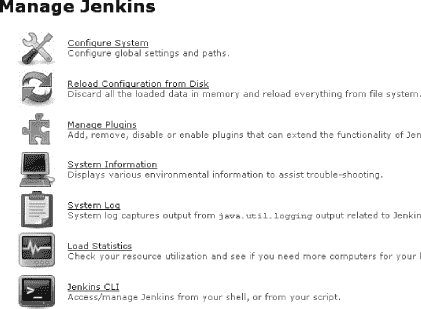 Manage Jenkins
Configure System
Configure global settings and paths.
Reload Configuration from Disk
Discard all the loaded data in memory and reload everything from file system.
Manage Plugins
Add, remove, disable or enable plugins that can extend the functionality of Jen
System Information
Displays various environmental information to assist trouble-shooting.
System Log
System log captures output from java.util.logging output related to Jenkin
Load Statistics
Check your resource utilization and see if you need more computers for your
Jenkins CLI
Access/manage Jenkins from your shell, or from your script.